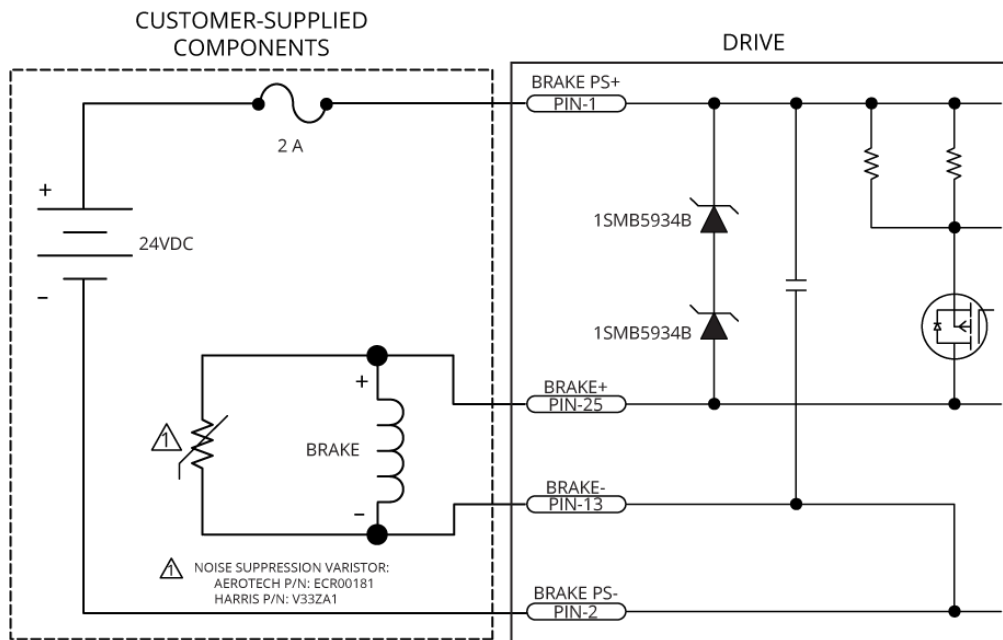 CUSTOMER-SUPPLIED
COMPONENTS
DRIVE
BRAKE PS+
PIN-1
2 A
+
24VDC
–
1SMB5934B
1SMB5934B
BRAKE+
PIN-25
+
1
BRAKE
–
BRAKE-
PIN-13
1 NOISE SUPPRESSION VARISTOR:
AEROTECH P/N: ECR00181
HARRIS P/N: V33ZA1
BRAKE PS-
PIN-2